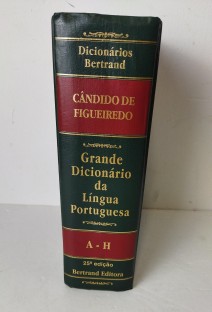 Dicionários
Bertrand
CÂNDIDO DE
FIGUEIREDO
Grande
Dicionário
da
Língua
Portuguesa
A - H
25ª edição
Bertrand Editora